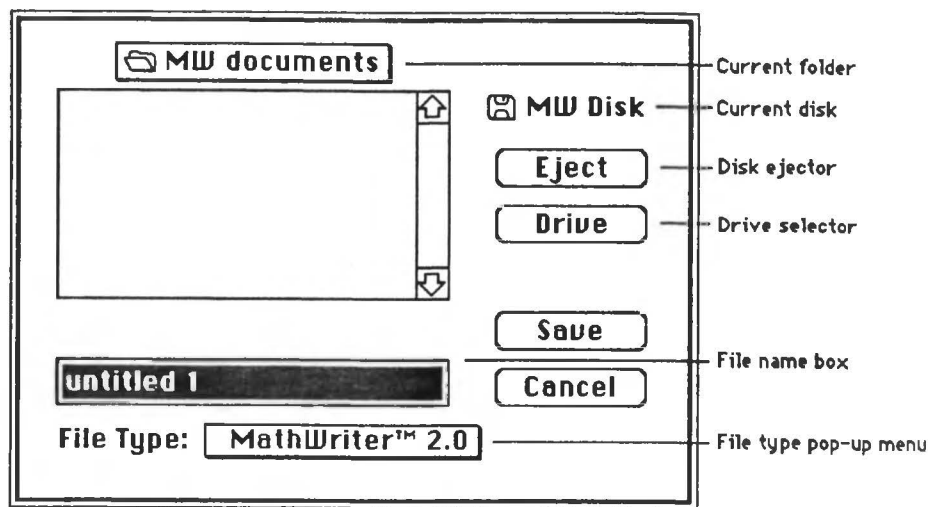 MW documents
Current folder
MW Disk
Current disk
Eject
Disk ejector
Drive
Drive selector
Save
File name box
untitled 1
Cancel
File Type: MathWriter™ 2.0
File type pop-up menu